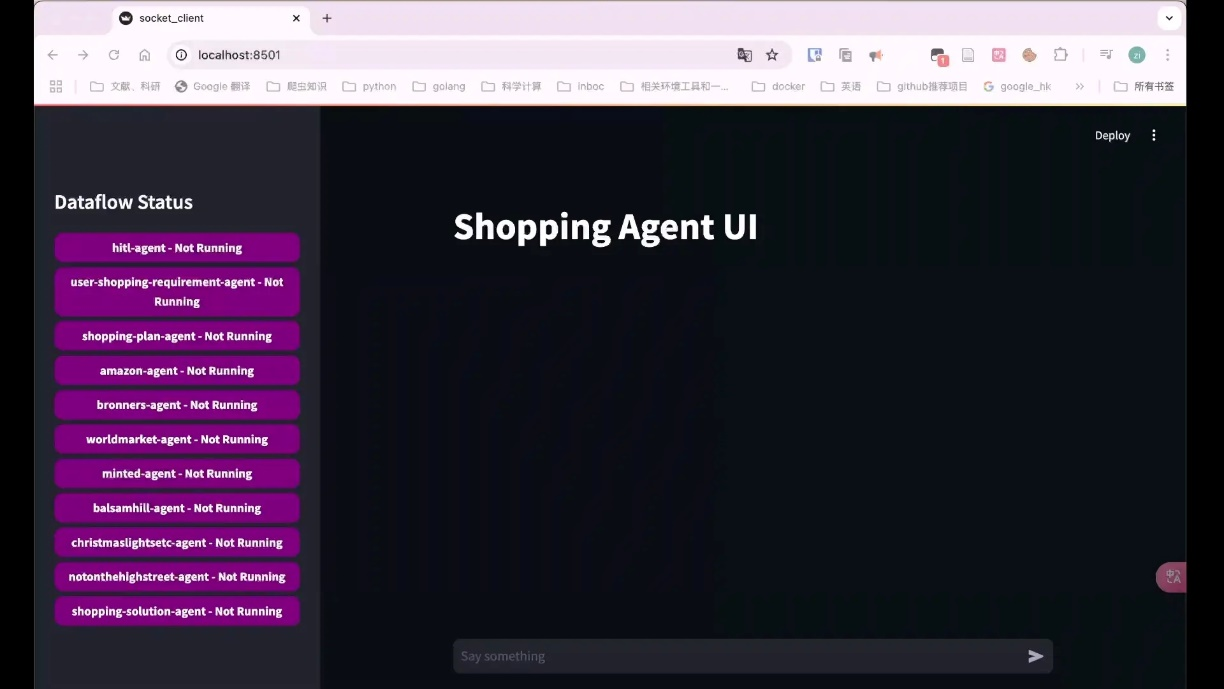 socket_client
localhost:8501
zi
1
文献、科研
Google 翻译
爬虫知识
python
golang
科学计算
inboc
相关环境工具和一...
docker
英语
github推荐项目
google_hk
所有书签
Deploy
Dataflow Status
hitl-agent - Not Running
user-shopping-requirement-agent - Not
Running
shopping-plan-agent - Not Running
amazon-agent - Not Running
bronners-agent - Not Running
worldmarket-agent - Not Running
minted-agent - Not Running
balsamhill-agent - Not Running
christmaslightsetc-agent - Not Running
notonthehighstreet-agent - Not Running
shopping-solution-agent - Not Running
Shopping Agent UI
Say something